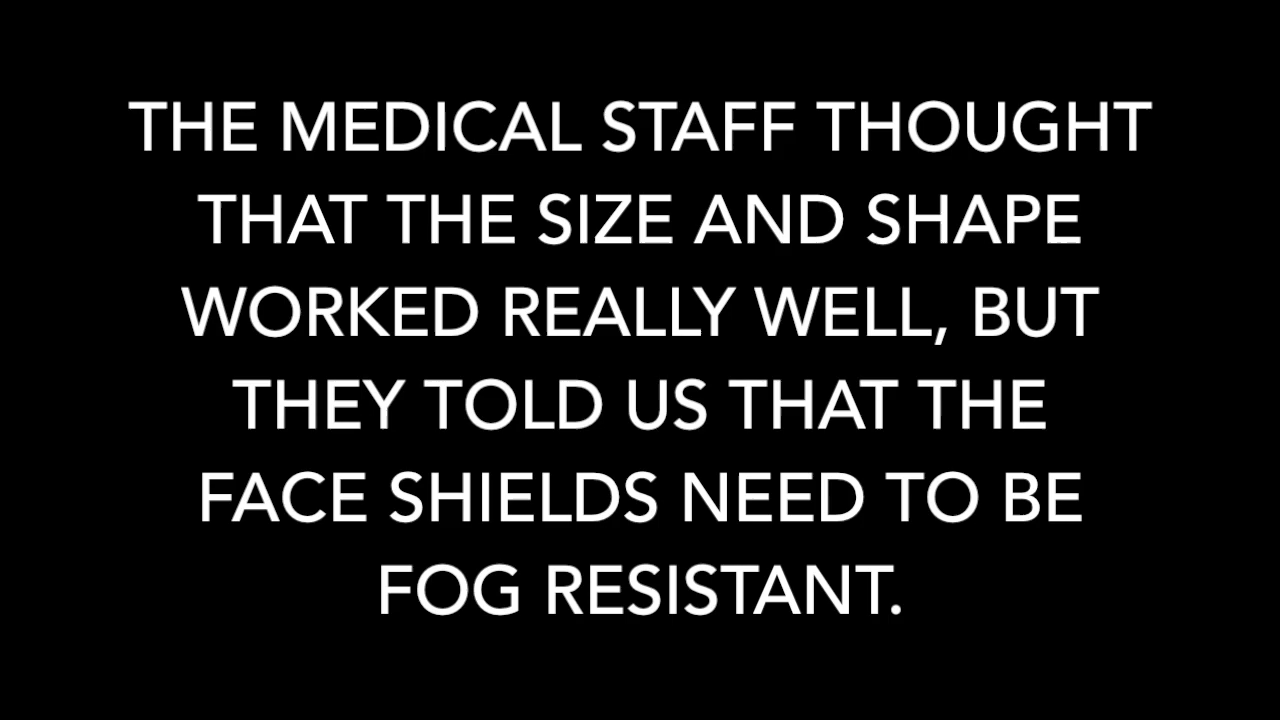 THE MEDICAL STAFF THOUGHT
THAT THE SIZE AND SHAPE
WORKED REALLY WELL, BUT
THEY TOLD US THAT THE
FACE SHIELDS NEED TO BE
FOG RESISTANT.